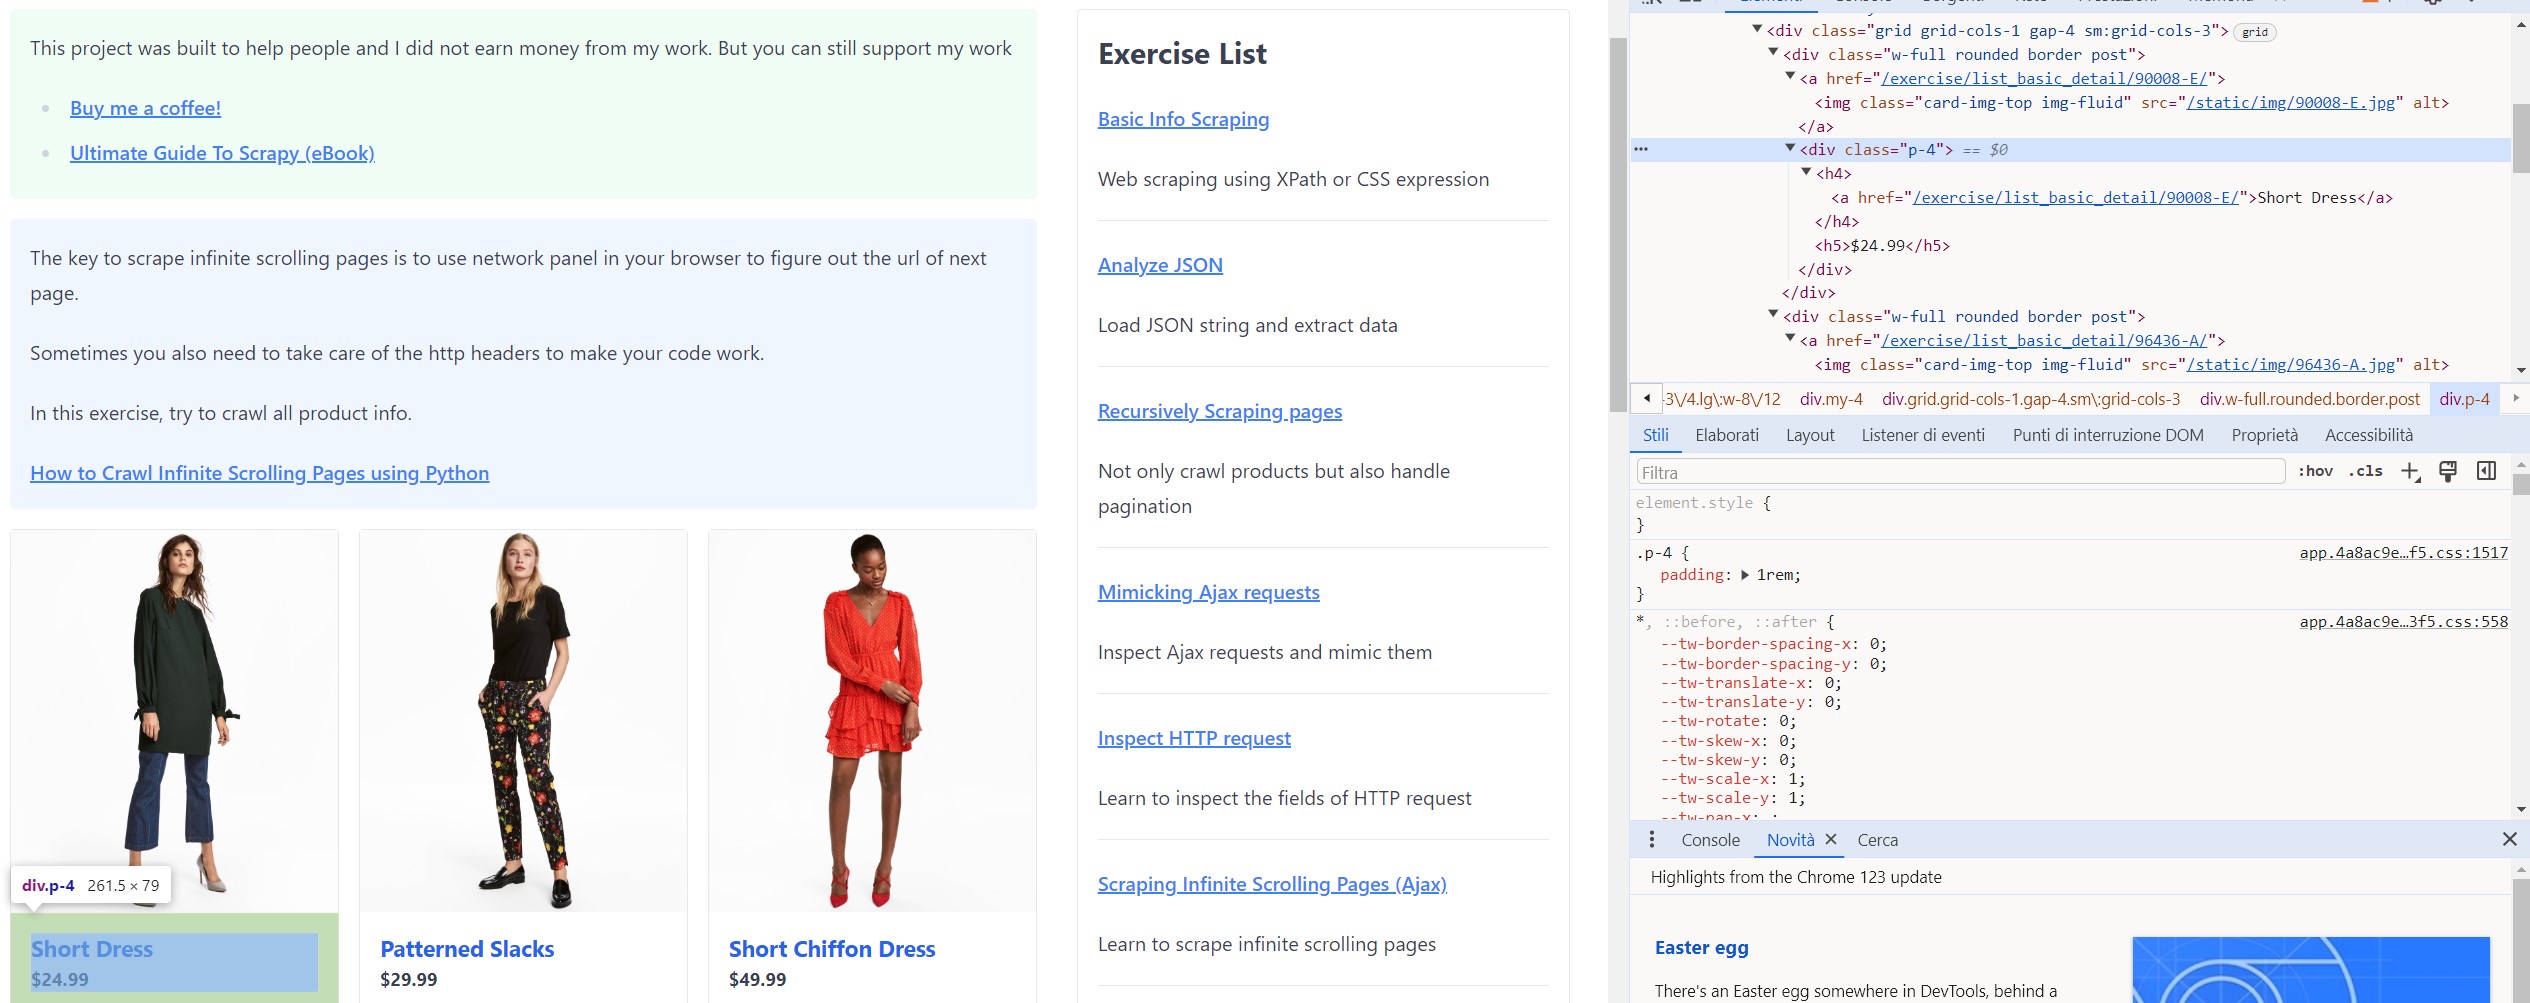 This project was built to help people and I did not earn money from my work. But you can still support my work
Buy me a coffee!
Ultimate Guide To Scrapy (eBook)
The key to scrape infinite scrolling pages is to use network panel in your browser to figure out the url of next
page.
Sometimes you also need to take care of the http headers to make your code work.
In this exercise, try to crawl all product info.
How to Crawl Infinite Scrolling Pages using Python
div.p-4 261.5 × 79
Short Dress
$24.99
Patterned Slacks
$29.99
Short Chiffon Dress
$49.99
Exercise List
Basic Info Scraping
Web scraping using XPath or CSS expression
Analyze JSON
Load JSON string and extract data
Recursively Scraping pages
Not only crawl products but also handle
pagination
Mimicking Ajax requests
Inspect Ajax requests and mimic them
Inspect HTTP request
Learn to inspect the fields of HTTP request
Scraping Infinite Scrolling Pages (Ajax)
Learn to scrape infinite scrolling pages
<div class="grid grid-cols-1 gap-4 sm:grid-cols-3"> grid
<div class="w-full rounded border post">
<a href="/exercise/list_basic_detail/90008-E/">
<img class="card-img-top img-fluid" src="/static/img/90008-E.jpg" alt>
</a>
<div class="p-4"> == $0
<h4>
<a href="/exercise/list_basic_detail/90008-E/">Short Dress</a>
</h4>
<h5>$24.99</h5>
</div>
</div>
<div class="w-full rounded border post">
<a href="/exercise/list_basic_detail/96436-A/">
<img class="card-img-top img-fluid" src="/static/img/96436-A.jpg" alt>
-3\/4.lg\:w-8\/12 div.my-4 div.grid.grid-cols-1.gap-4.sm\:grid-cols-3 div.w-full.rounded.border.post div.p-4
Stili Elaborati Layout Listener di eventi Punti di interruzione DOM Proprietà Accessibilità
Filtra :hov .cls
element.style {
}
.p-4 { app.4a8ac9e…f5.css:1517
padding: 1rem;
}
*, ::before, ::after { app.4a8ac9e…3f5.css:558
--tw-border-spacing-x: 0;
--tw-border-spacing-y: 0;
--tw-translate-x: 0;
--tw-translate-y: 0;
--tw-rotate: 0;
--tw-skew-x: 0;
--tw-skew-y: 0;
--tw-scale-x: 1;
--tw-scale-y: 1;
Console Novità Cerca
Highlights from the Chrome 123 update
Easter egg
There's an Easter egg somewhere in DevTools, behind a